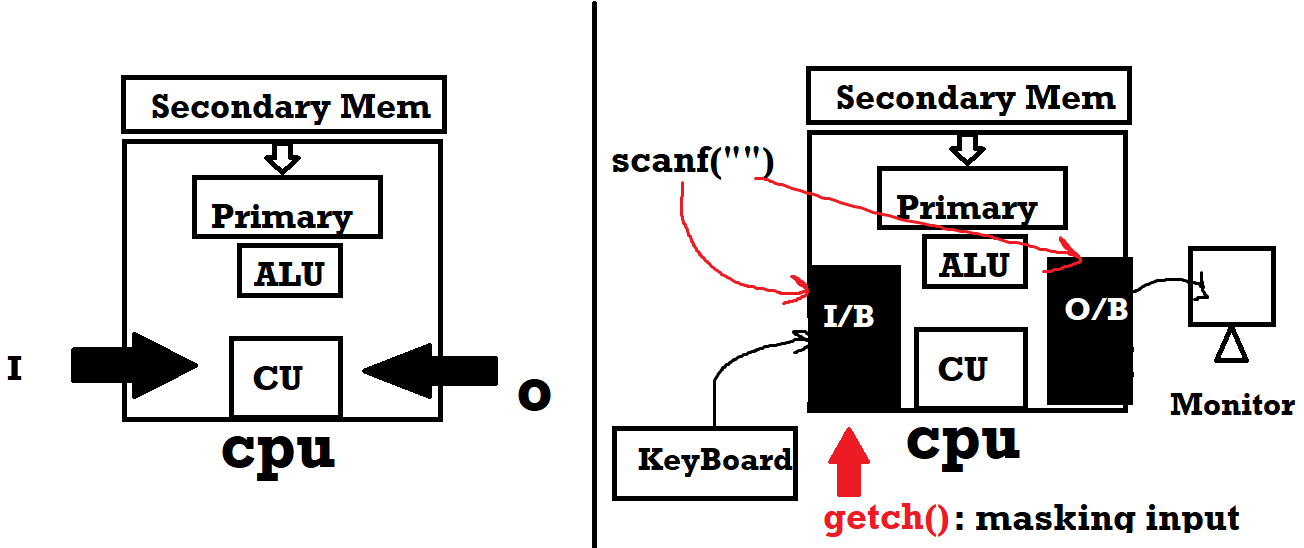 Secondary Mem
Primary
ALU
I
CU
O
cpu
Secondary Mem
scanf("")
Primary
ALU
I/B
O/B
CU
Monitor
KeyBoard
cpu
getch() : masking input